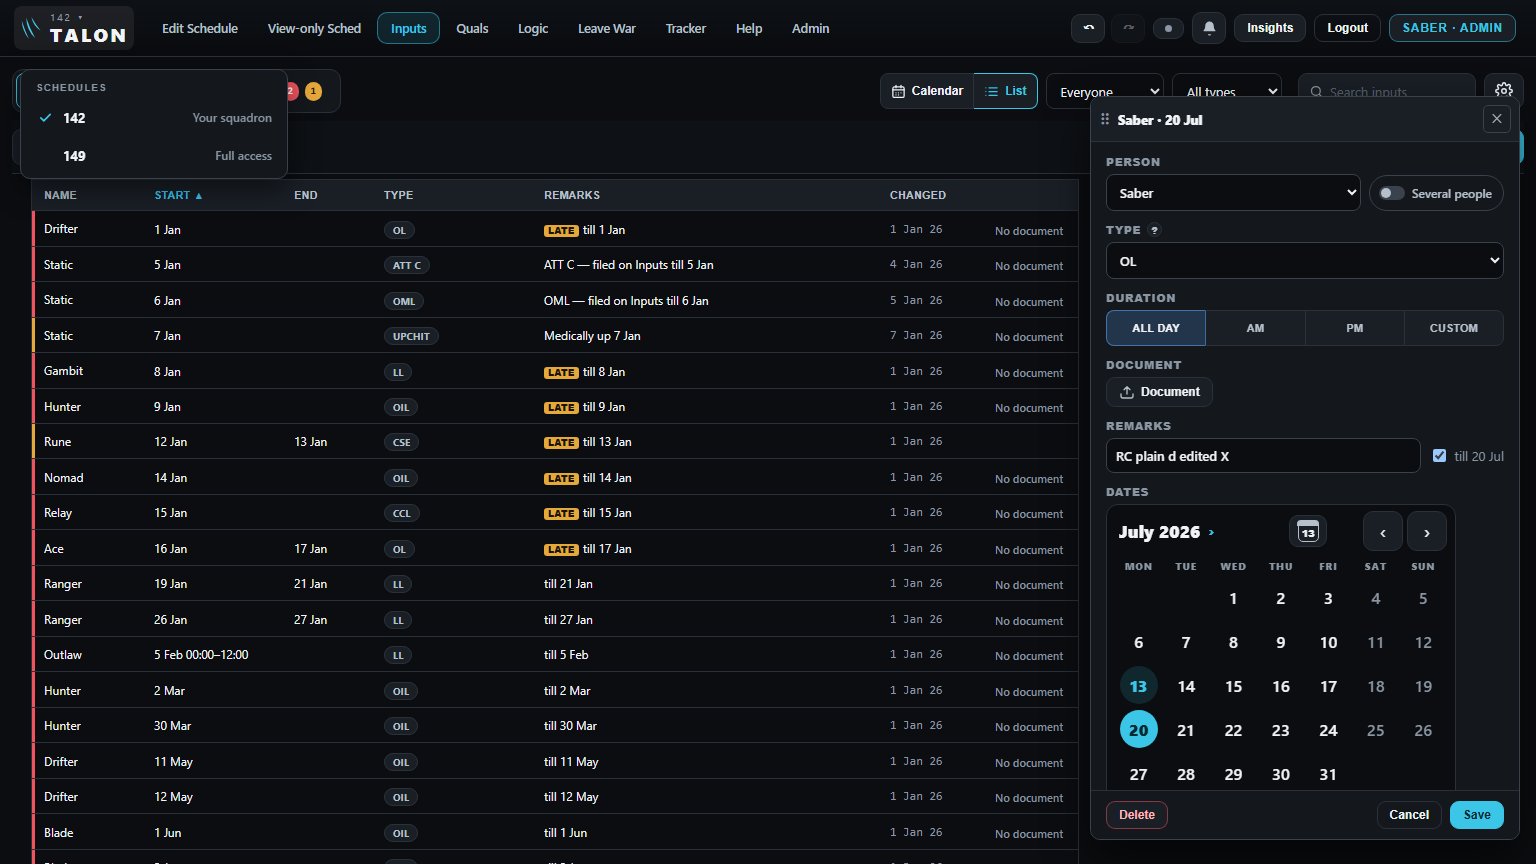 142 ▾
TALON
Edit Schedule
View-only Sched
Inputs
Quals
Logic
Leave War
Tracker
Help
Admin
Insights
Logout
SABER · ADMIN
SCHEDULES
142 Your squadron
149 Full access
2 1
Calendar
List
Everyone
All types
Search inputs
NAME START ▲ END TYPE REMARKS CHANGED
Drifter 1 Jan OL LATE till 1 Jan 1 Jan 26 No document
Static 5 Jan ATT C ATT C — filed on Inputs till 5 Jan 4 Jan 26 No document
Static 6 Jan OML OML — filed on Inputs till 6 Jan 5 Jan 26 No document
Static 7 Jan UPCHIT Medically up 7 Jan 7 Jan 26 No document
Gambit 8 Jan LL LATE till 8 Jan 1 Jan 26 No document
Hunter 9 Jan OIL LATE till 9 Jan 1 Jan 26 No document
Rune 12 Jan 13 Jan CSE LATE till 13 Jan 1 Jan 26
Nomad 14 Jan OIL LATE till 14 Jan 1 Jan 26 No document
Relay 15 Jan CCL LATE till 15 Jan 1 Jan 26 No document
Ace 16 Jan 17 Jan OL LATE till 17 Jan 1 Jan 26 No document
Ranger 19 Jan 21 Jan LL till 21 Jan 1 Jan 26 No document
Ranger 26 Jan 27 Jan LL till 27 Jan 1 Jan 26 No document
Outlaw 5 Feb 00:00–12:00 LL till 5 Feb 1 Jan 26 No document
Hunter 2 Mar OIL till 2 Mar 1 Jan 26 No document
Hunter 30 Mar OIL till 30 Mar 1 Jan 26 No document
Drifter 11 May OIL till 11 May 1 Jan 26 No document
Drifter 12 May OIL till 12 May 1 Jan 26 No document
Blade 1 Jun OIL till 1 Jun 1 Jan 26 No document
Saber · 20 Jul
PERSON
Saber
Several people
TYPE ?
OL
DURATION
ALL DAY AM PM CUSTOM
DOCUMENT
Document
REMARKS
RC plain d edited X
till 20 Jul
DATES
July 2026 ›
13
‹ ›
MON TUE WED THU FRI SAT SUN
1 2 3 4 5
6 7 8 9 10 11 12
13 14 15 16 17 18 19
20 21 22 23 24 25 26
27 28 29 30 31
Delete
Cancel
Save